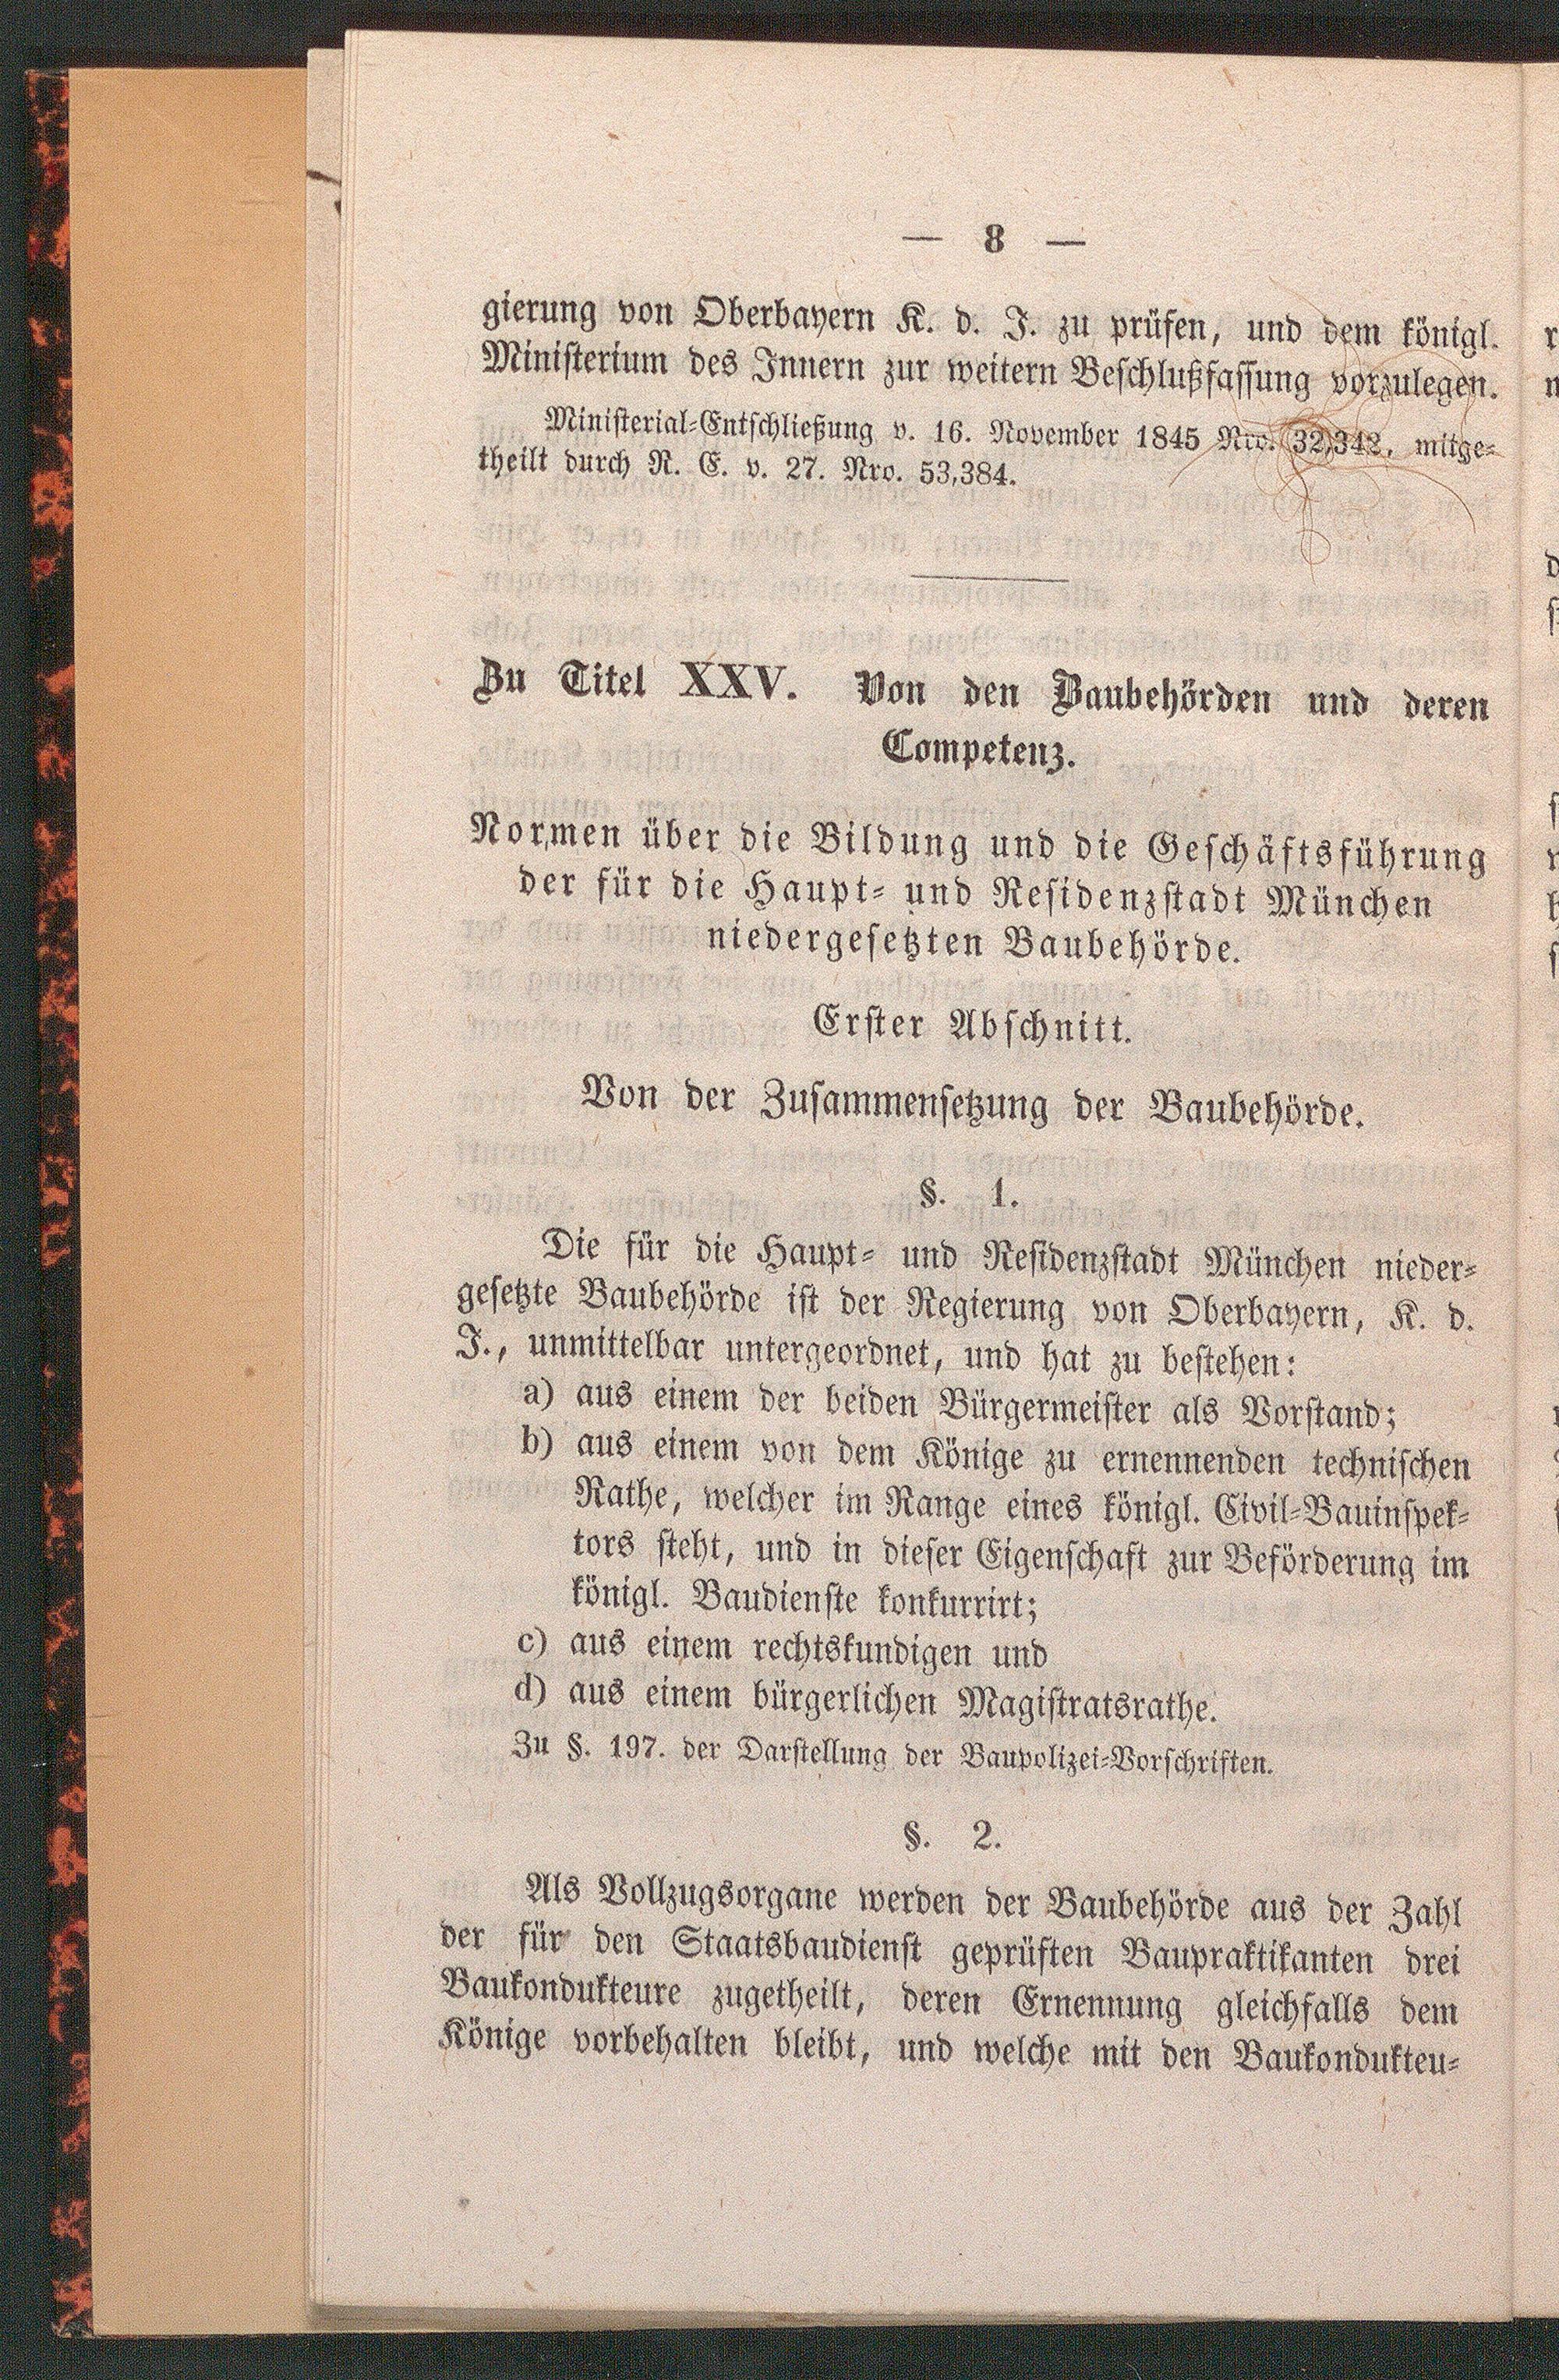 — 8 —
gierung von Oberbayern K. d. J. zu prüfen, und dem königl.
Ministerium des Innern zur weitern Beschlußfassung vorzulegen.
Ministerial-Entschließung v. 16. November 1845 Nro. 32,342, mitge-
theilt durch R. E. v. 27. Nro. 53,384.
Zu Titel XXV. Von den Baubehörden und deren
Competenz.
Normen über die Bildung und die Geschäftsführung
der für die Haupt- und Residenzstadt München
niedergesetzten Baubehörde.
Erster Abschnitt.
Von der Zusammensetzung der Baubehörde.
§. 1.
Die für die Haupt- und Residenzstadt München nieder-
gesetzte Baubehörde ist der Regierung von Oberbayern, K. d.
J., unmittelbar untergeordnet, und hat zu bestehen:
a) aus einem der beiden Bürgermeister als Vorstand;
b) aus einem von dem Könige zu ernennenden technischen
Rathe, welcher im Range eines königl. Civil-Bauinspek-
tors steht, und in dieser Eigenschaft zur Beförderung im
königl. Baudienste konkurrirt;
c) aus einem rechtskundigen und
d) aus einem bürgerlichen Magistratsrathe.
Zu §. 197. der Darstellung der Baupolizei-Vorschriften.
§. 2.
Als Vollzugsorgane werden der Baubehörde aus der Zahl
der für den Staatsbaudienst geprüften Baupraktikanten drei
Baukondukteure zugetheilt, deren Ernennung gleichfalls dem
Könige vorbehalten bleibt, und welche mit den Baukondukteu-